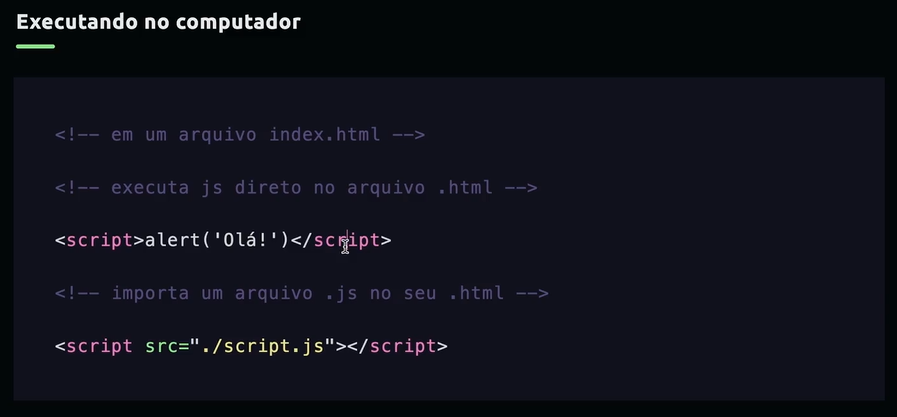 Executando no computador
<!-- em um arquivo index.html -->
<!-- executa js direto no arquivo .html -->
<script>alert('Olá!')</script>
<!-- importa um arquivo .js no seu .html -->
<script src="./script.js"></script>